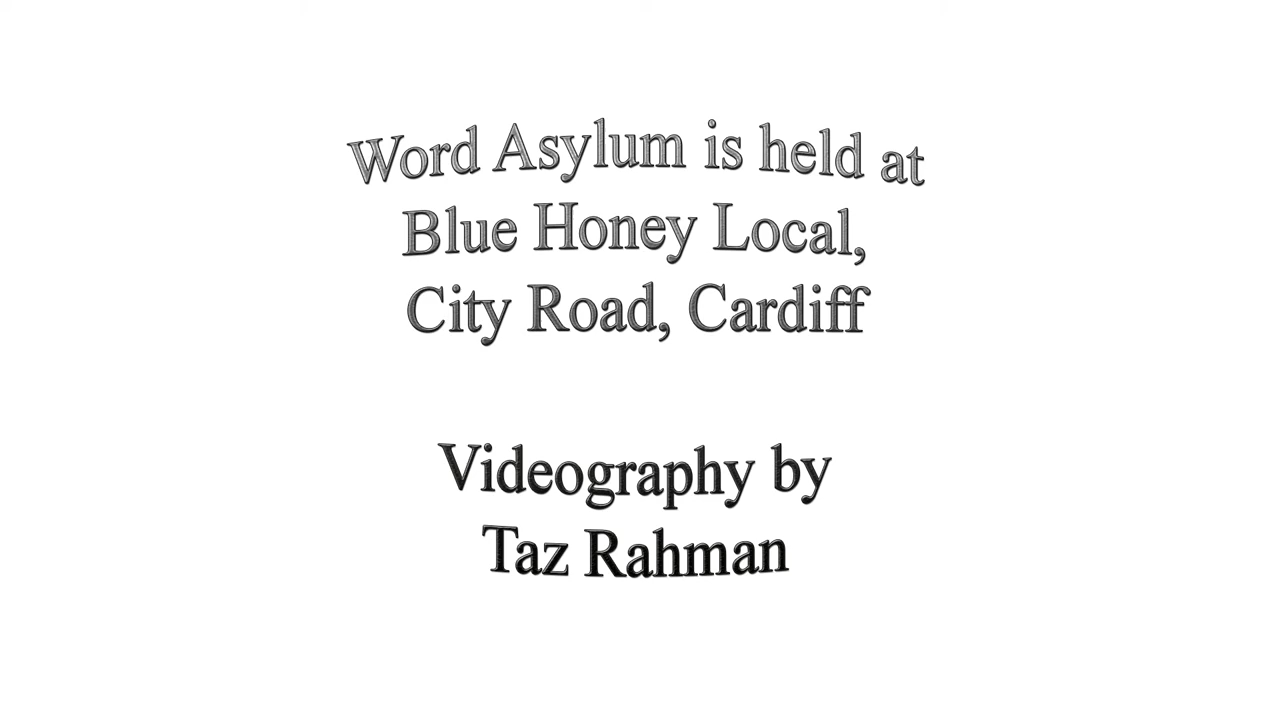 Word Asylum is held at
Blue Honey Local,
City Road, Cardiff
Videography by
Taz Rahman